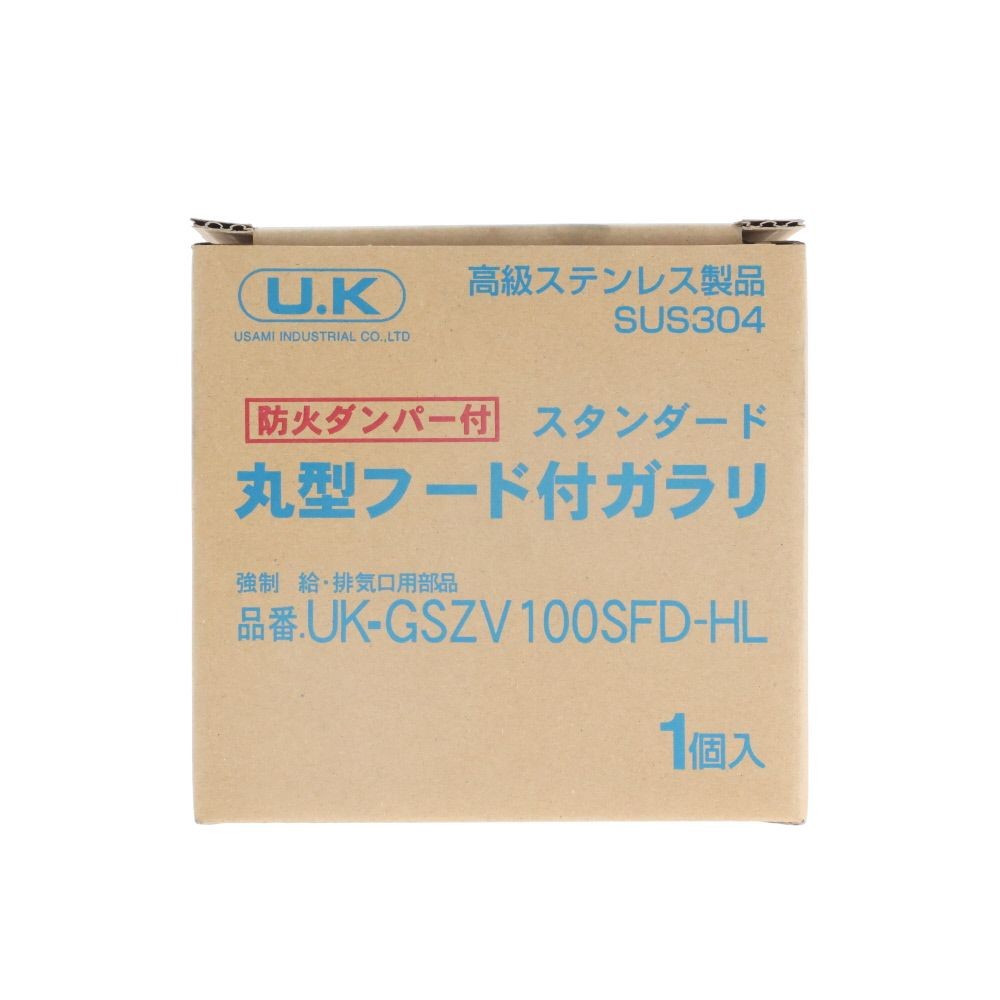 U.K
USAMI INDUSTRIAL CO.,LTD
高級ステンレス製品
SUS304
防火ダンパー付 スタンダード
丸型フード付ガラリ
強制 給・排気口用部品
品番.UK-GSZV100SFD-HL
1個入